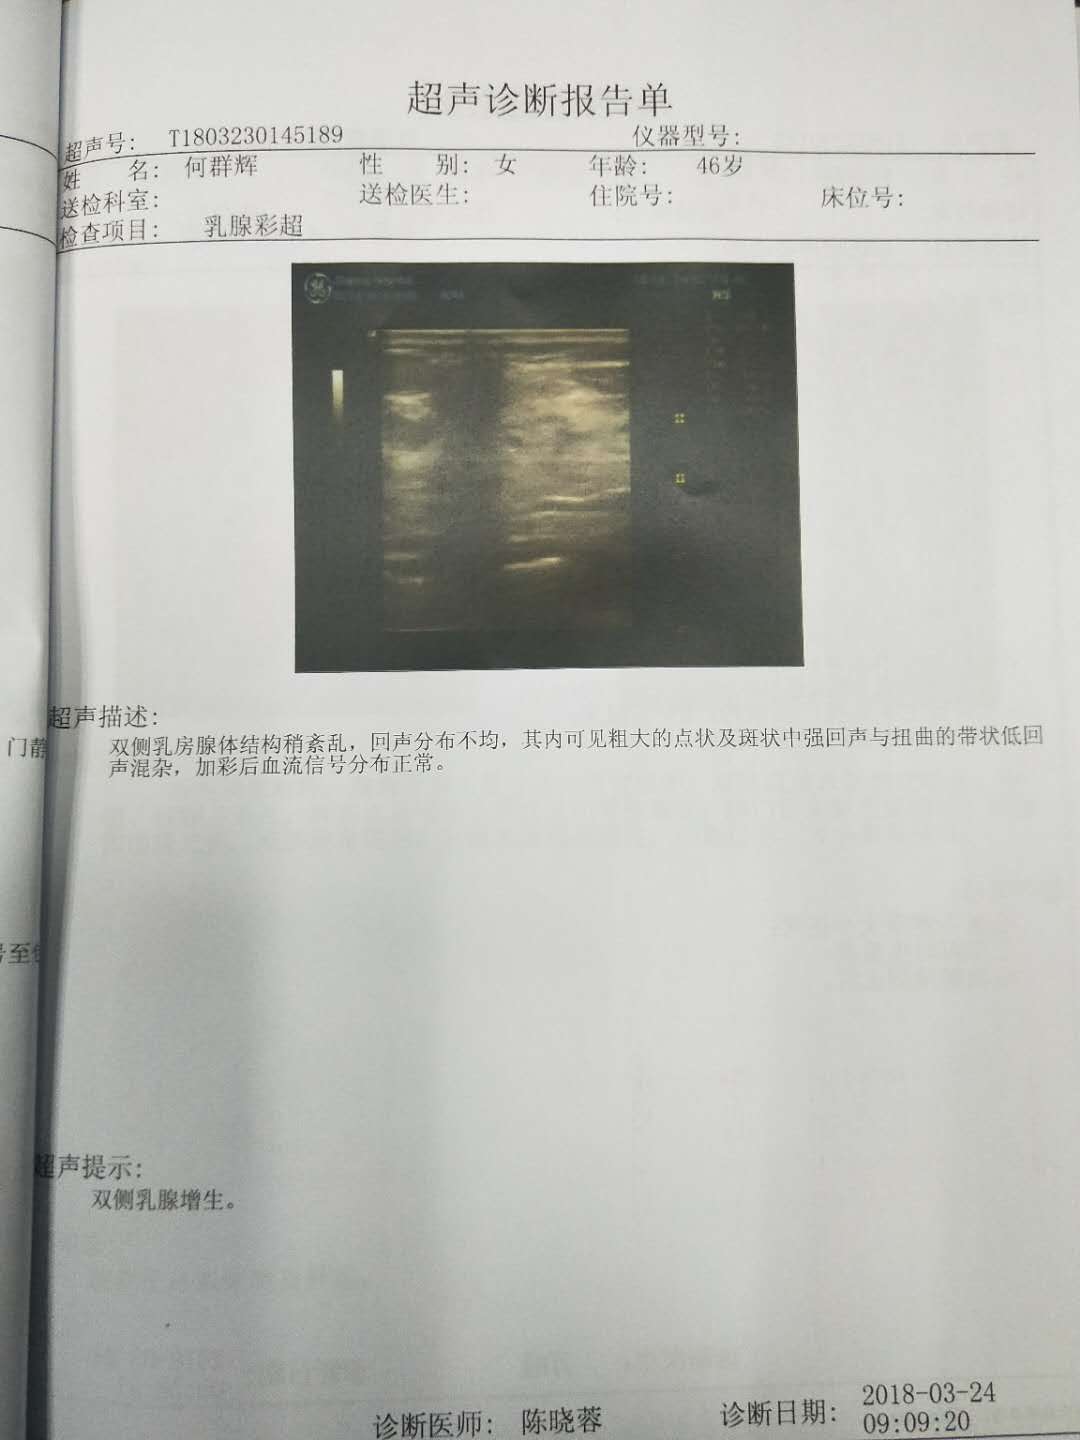 超声诊断报告单
超声号: T1803230145189 仪器型号:
姓 名: 何群辉 性 别: 女 年龄: 46岁
送检科室: 送检医生: 住院号: 床位号:
检查项目: 乳腺彩超
超声描述:
门静
双侧乳房腺体结构稍紊乱，回声分布不均，其内可见粗大的点状及斑状中强回声与扭曲的带状低回
声混杂，加彩后血流信号分布正常。
号至
超声提示:
双侧乳腺增生。
诊断医师: 陈晓蓉 诊断日期: 2018-03-24
09:09:20